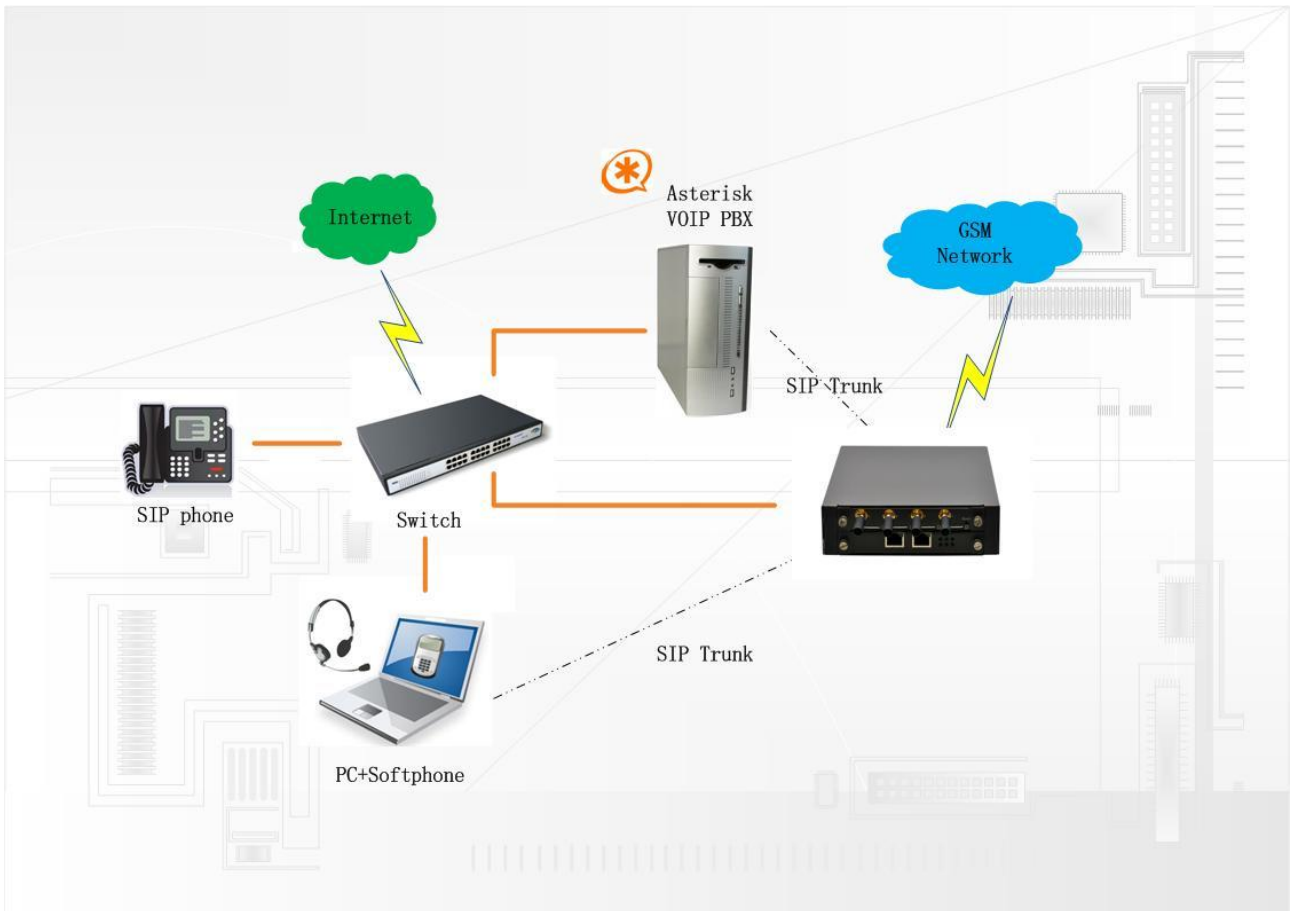 Internet
Asterisk
VOIP PBX
GSM
Network
SIP Trunk
SIP phone
Switch
SIP Trunk
PC+Softphone